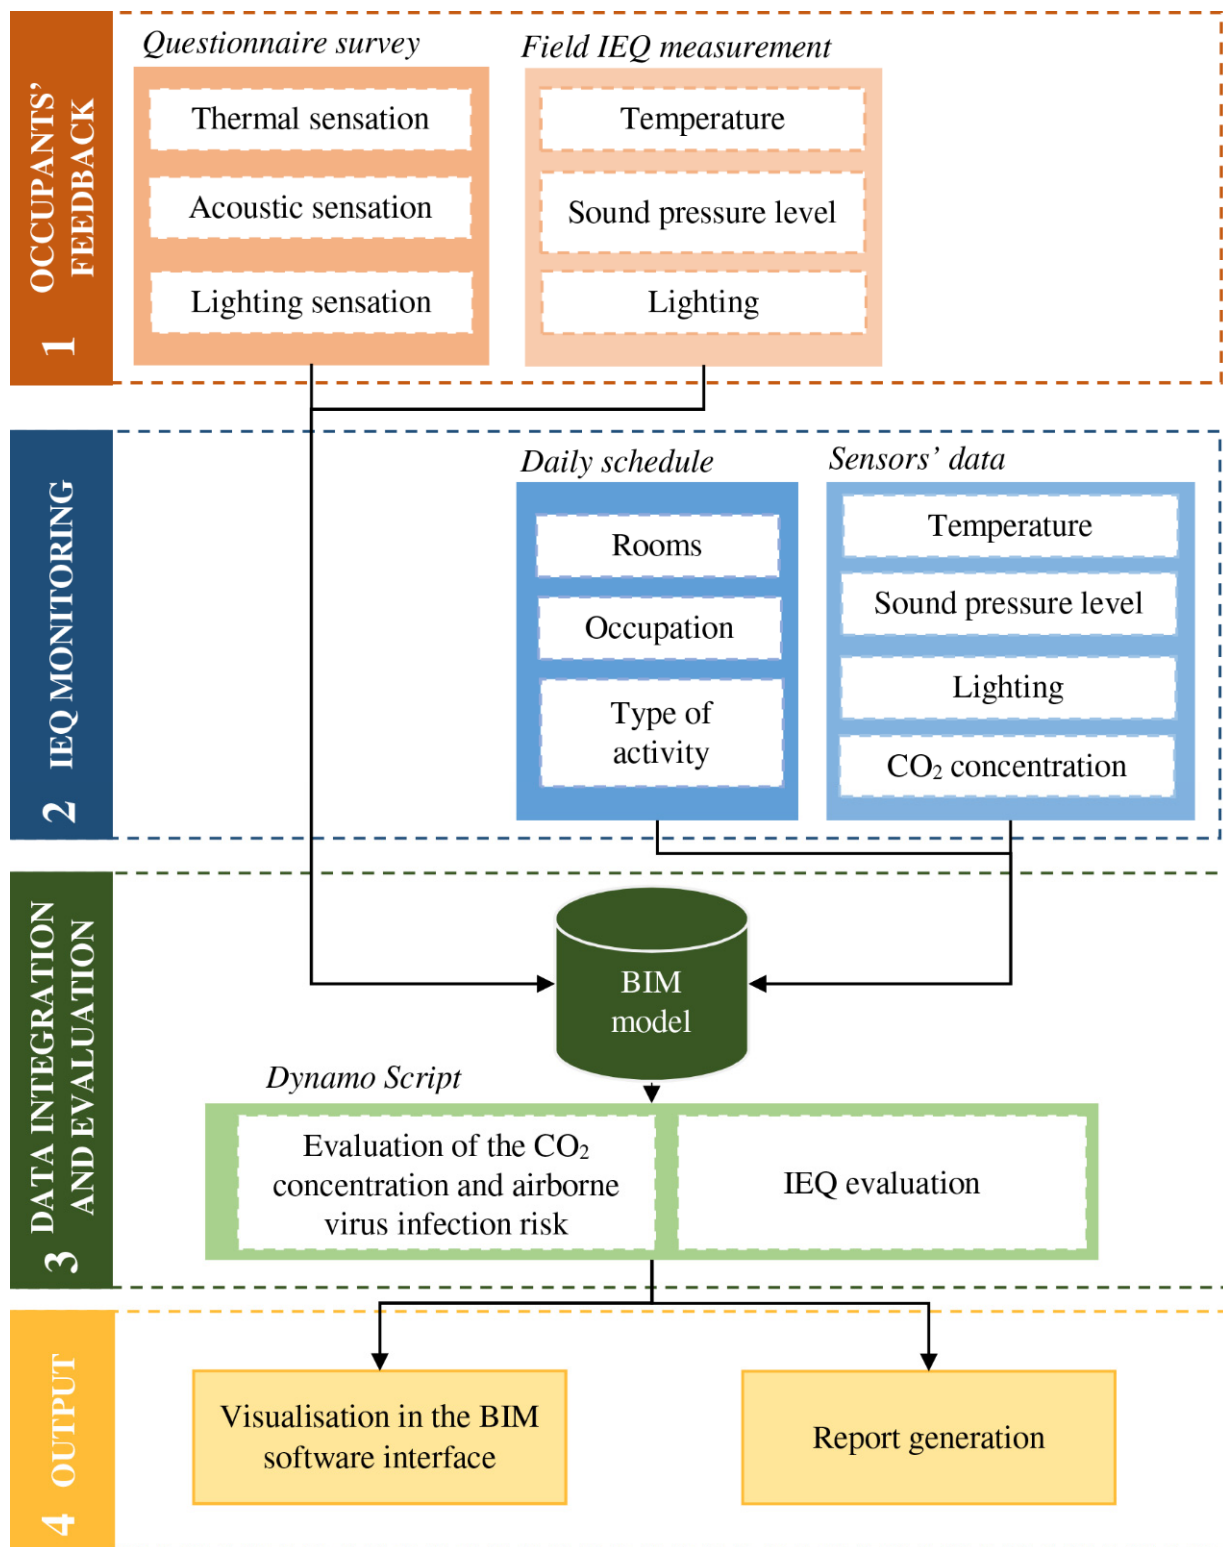 1 OCCUPANTS’
FEEDBACK
Questionnaire survey
Thermal sensation
Acoustic sensation
Lighting sensation
Field IEQ measurement
Temperature
Sound pressure level
Lighting
2 IEQ MONITORING
Daily schedule
Rooms
Occupation
Type of
activity
Sensors’ data
Temperature
Sound pressure level
Lighting
CO₂ concentration
3 DATA INTEGRATION
AND EVALUATION
BIM
model
Dynamo Script
Evaluation of the CO₂
concentration and airborne
virus infection risk
IEQ evaluation
4 OUTPUT
Visualisation in the BIM
software interface
Report generation